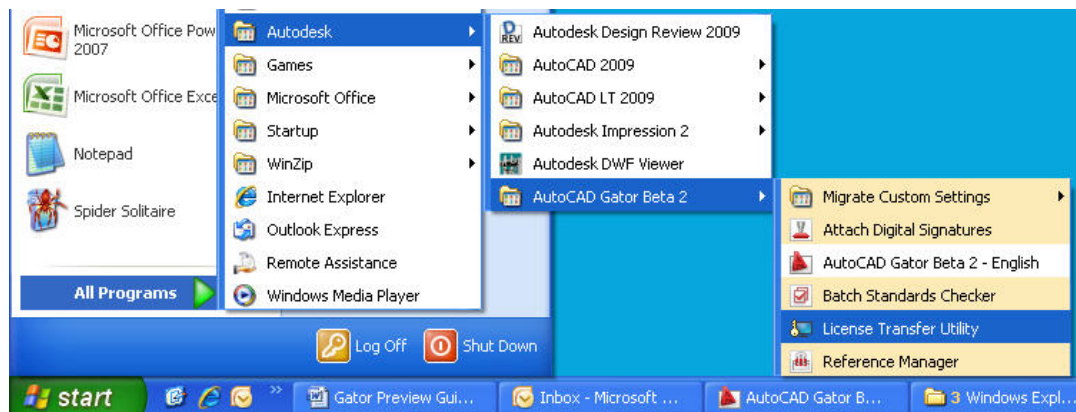 Microsoft Office Pow
2007
Microsoft Office Exce
Notepad
Spider Solitaire
All Programs
Autodesk
Games
Microsoft Office
Startup
WinZip
Internet Explorer
Outlook Express
Remote Assistance
Windows Media Player
REV
Autodesk Design Review 2009
AutoCAD 2009
AutoCAD LT 2009
Autodesk Impression 2
Autodesk DWF Viewer
AutoCAD Gator Beta 2
Migrate Custom Settings
Attach Digital Signatures
AutoCAD Gator Beta 2 - English
Batch Standards Checker
License Transfer Utility
Reference Manager
Log Off
Shut Down
start
Gator Preview Gui...
Inbox - Microsoft ...
AutoCAD Gator B...
3 Windows Expl...